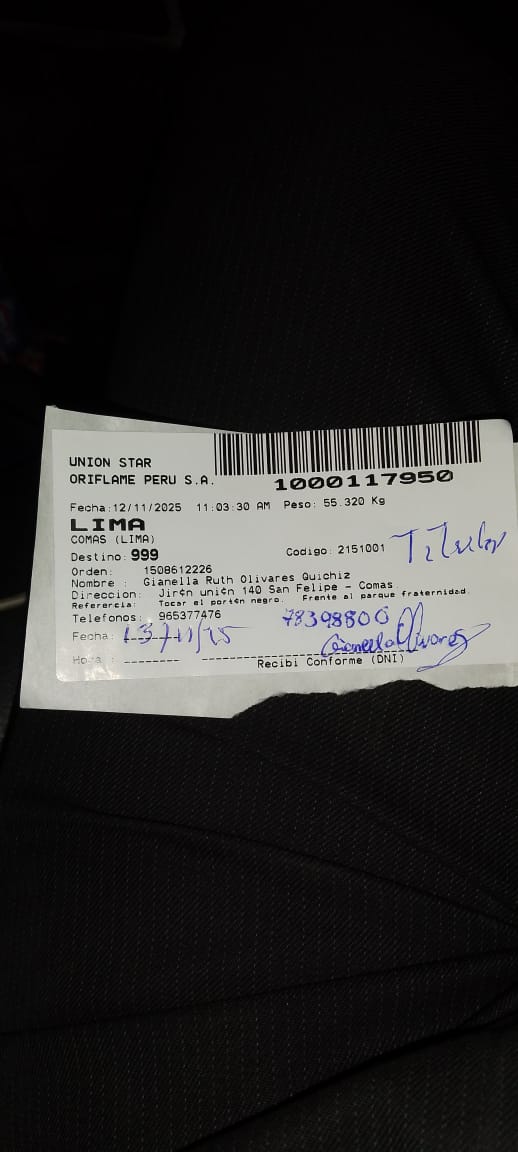 UNION STAR
ORIFLAME PERU S.A.
1000117950
Fecha:12/11/2025 11:03:30 AM Peso: 55.320 Kg
LIMA
COMAS (LIMA)
Destino: 999 Codigo: 2151001 Titular
Orden: 1508612226
Nombre : Gianella Ruth Olivares Quichiz
Direccion: Jirón unión 140 San Felipe - Comas
Referencia: Tocar el portón negro. Frente al parque fraternidad.
Telefonos: 965377476 78398800
Fecha: 13/11/25 Gianella Olivares
Hora : --------
Recibi Conforme (DNI)